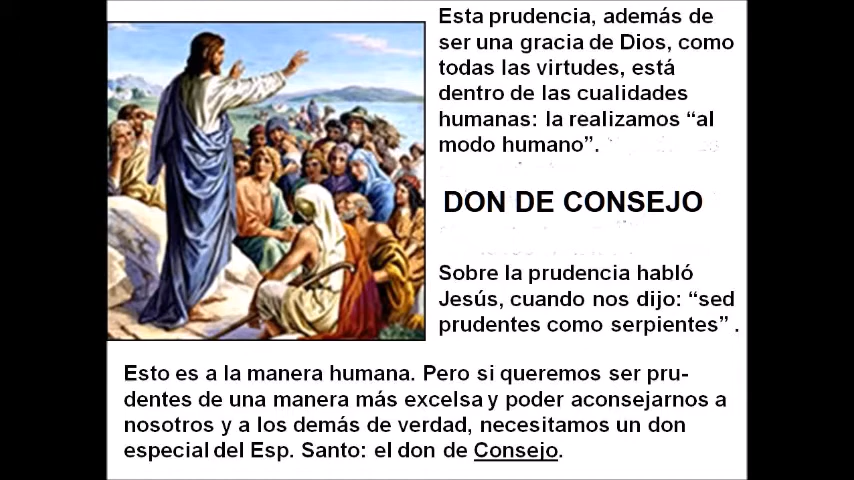 Esta prudencia, además de
ser una gracia de Dios, como
todas las virtudes, está
dentro de las cualidades
humanas: la realizamos “al
modo humano”.
DON DE CONSEJO
Sobre la prudencia habló
Jesús, cuando nos dijo: “sed
prudentes como serpientes” .
Esto es a la manera humana. Pero si queremos ser pru-
dentes de una manera más excelsa y poder aconsejarnos a
nosotros y a los demás de verdad, necesitamos un don
especial del Esp. Santo: el don de Consejo.